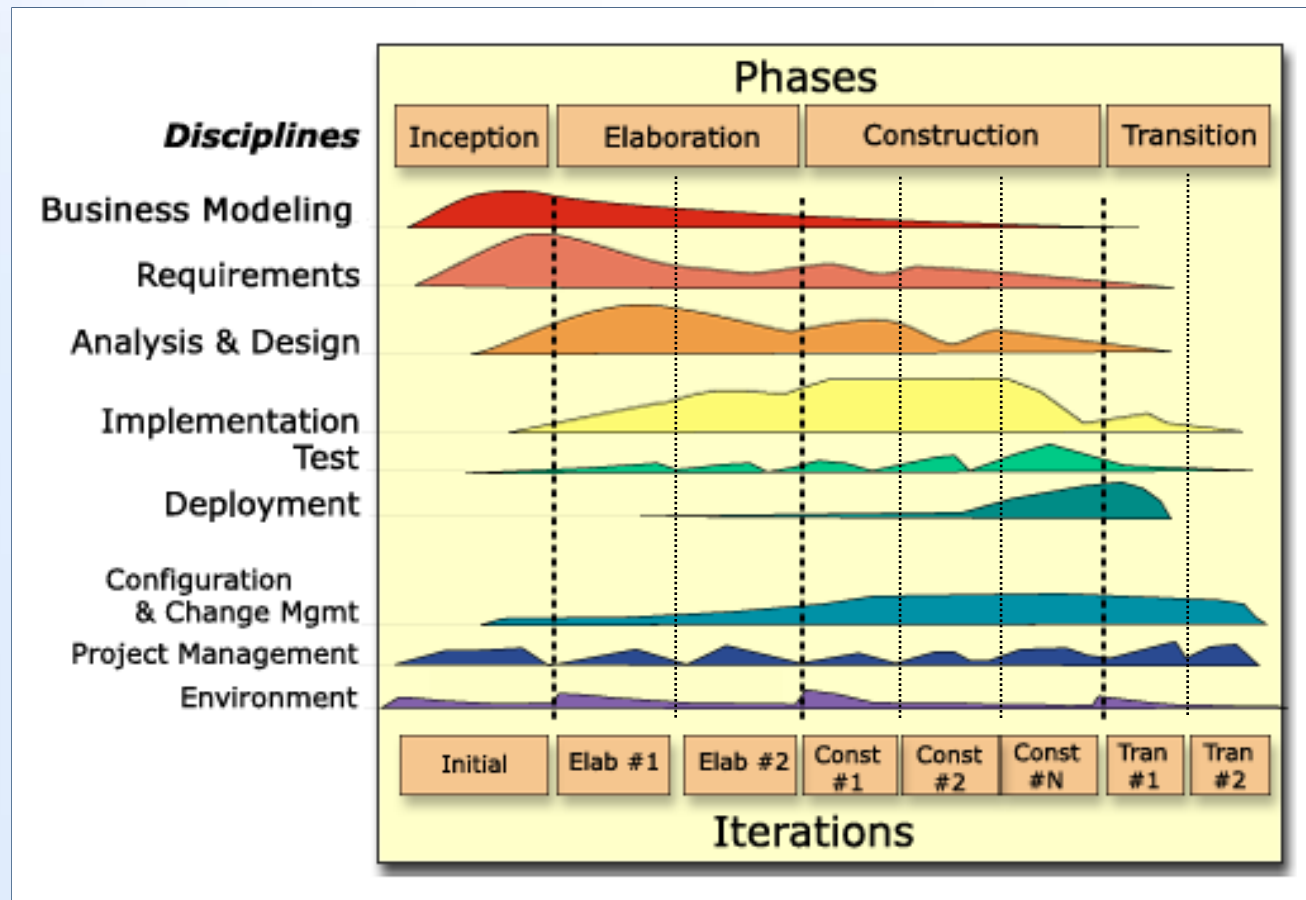 Phases
Disciplines
Inception
Elaboration
Construction
Transition
Business Modeling
Requirements
Analysis & Design
Implementation
Test
Deployment
Configuration
& Change Mgmt
Project Management
Environment
Initial
Elab #1
Elab #2
Const
#1
Const
#2
Const
#N
Tran
#1
Tran
#2
Iterations